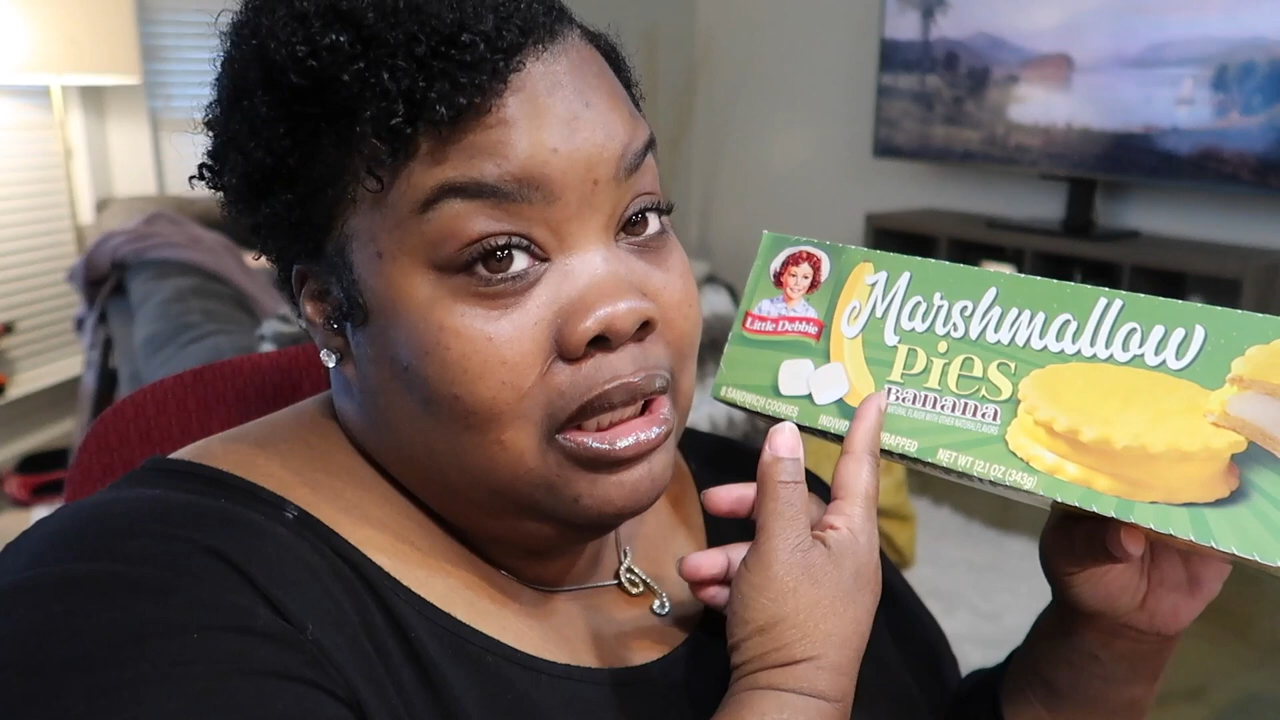 Little Debbie
Marshmallow
Pies
Banana
NATURAL FLAVOR WITH OTHER NATURAL FLAVORS
8 SANDWICH COOKIES
NET WT 12.1 OZ (343g)